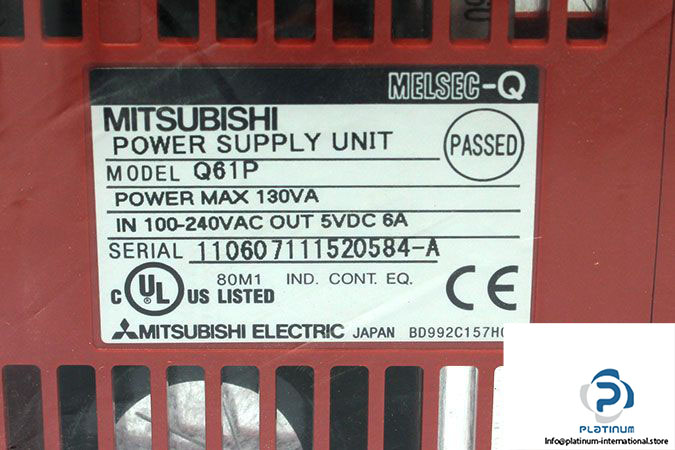 MELSEC-Q
MITSUBISHI
POWER SUPPLY UNIT
PASSED
MODEL Q61P
POWER MAX 130VA
IN 100-240VAC OUT 5VDC 6A
SERIAL 110607111520584-A
80M1 IND. CONT. EQ.
C UL US LISTED
CE
MITSUBISHI ELECTRIC JAPAN
PLATINUM
info@platinum-international.store